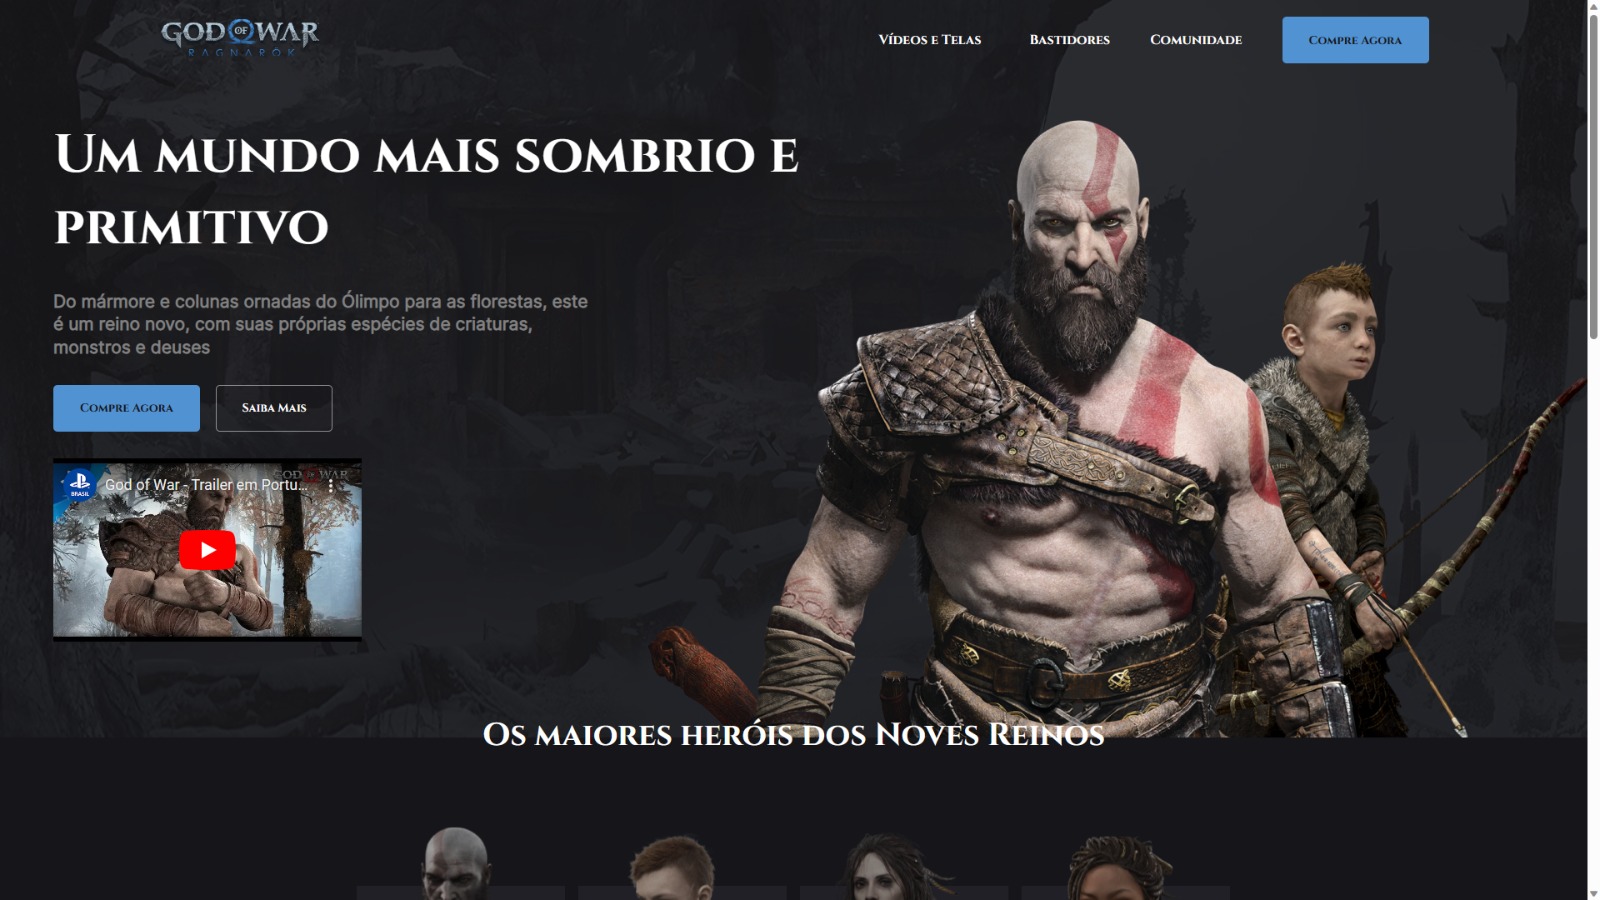 GOD OF WAR
RAGNARÖK
Vídeos e Telas
Bastidores
Comunidade
Compre Agora
Um mundo mais sombrio e
primitivo
Do mármore e colunas ornadas do Ólimpo para as florestas, este
é um reino novo, com suas próprias espécies de criaturas,
monstros e deuses
Compre Agora
Saiba Mais
GOD OF WAR
BRASIL
God of War - Trailer em Portu...
Os maiores heróis dos Noves Reinos